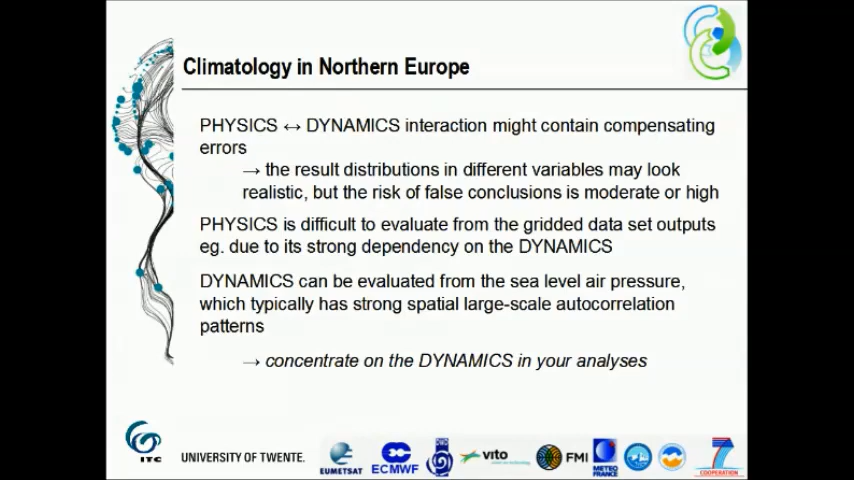 Climatology in Northern Europe
PHYSICS ↔ DYNAMICS interaction might contain compensating
errors
→ the result distributions in different variables may look
realistic, but the risk of false conclusions is moderate or high
PHYSICS is difficult to evaluate from the gridded data set outputs
eg. due to its strong dependency on the DYNAMICS
DYNAMICS can be evaluated from the sea level air pressure,
which typically has strong spatial large-scale autocorrelation
patterns
→ concentrate on the DYNAMICS in your analyses
ITC
UNIVERSITY OF TWENTE.
EUMETSAT
ECMWF
vito
FMI
METEO
FRANCE
7
COOPERATION